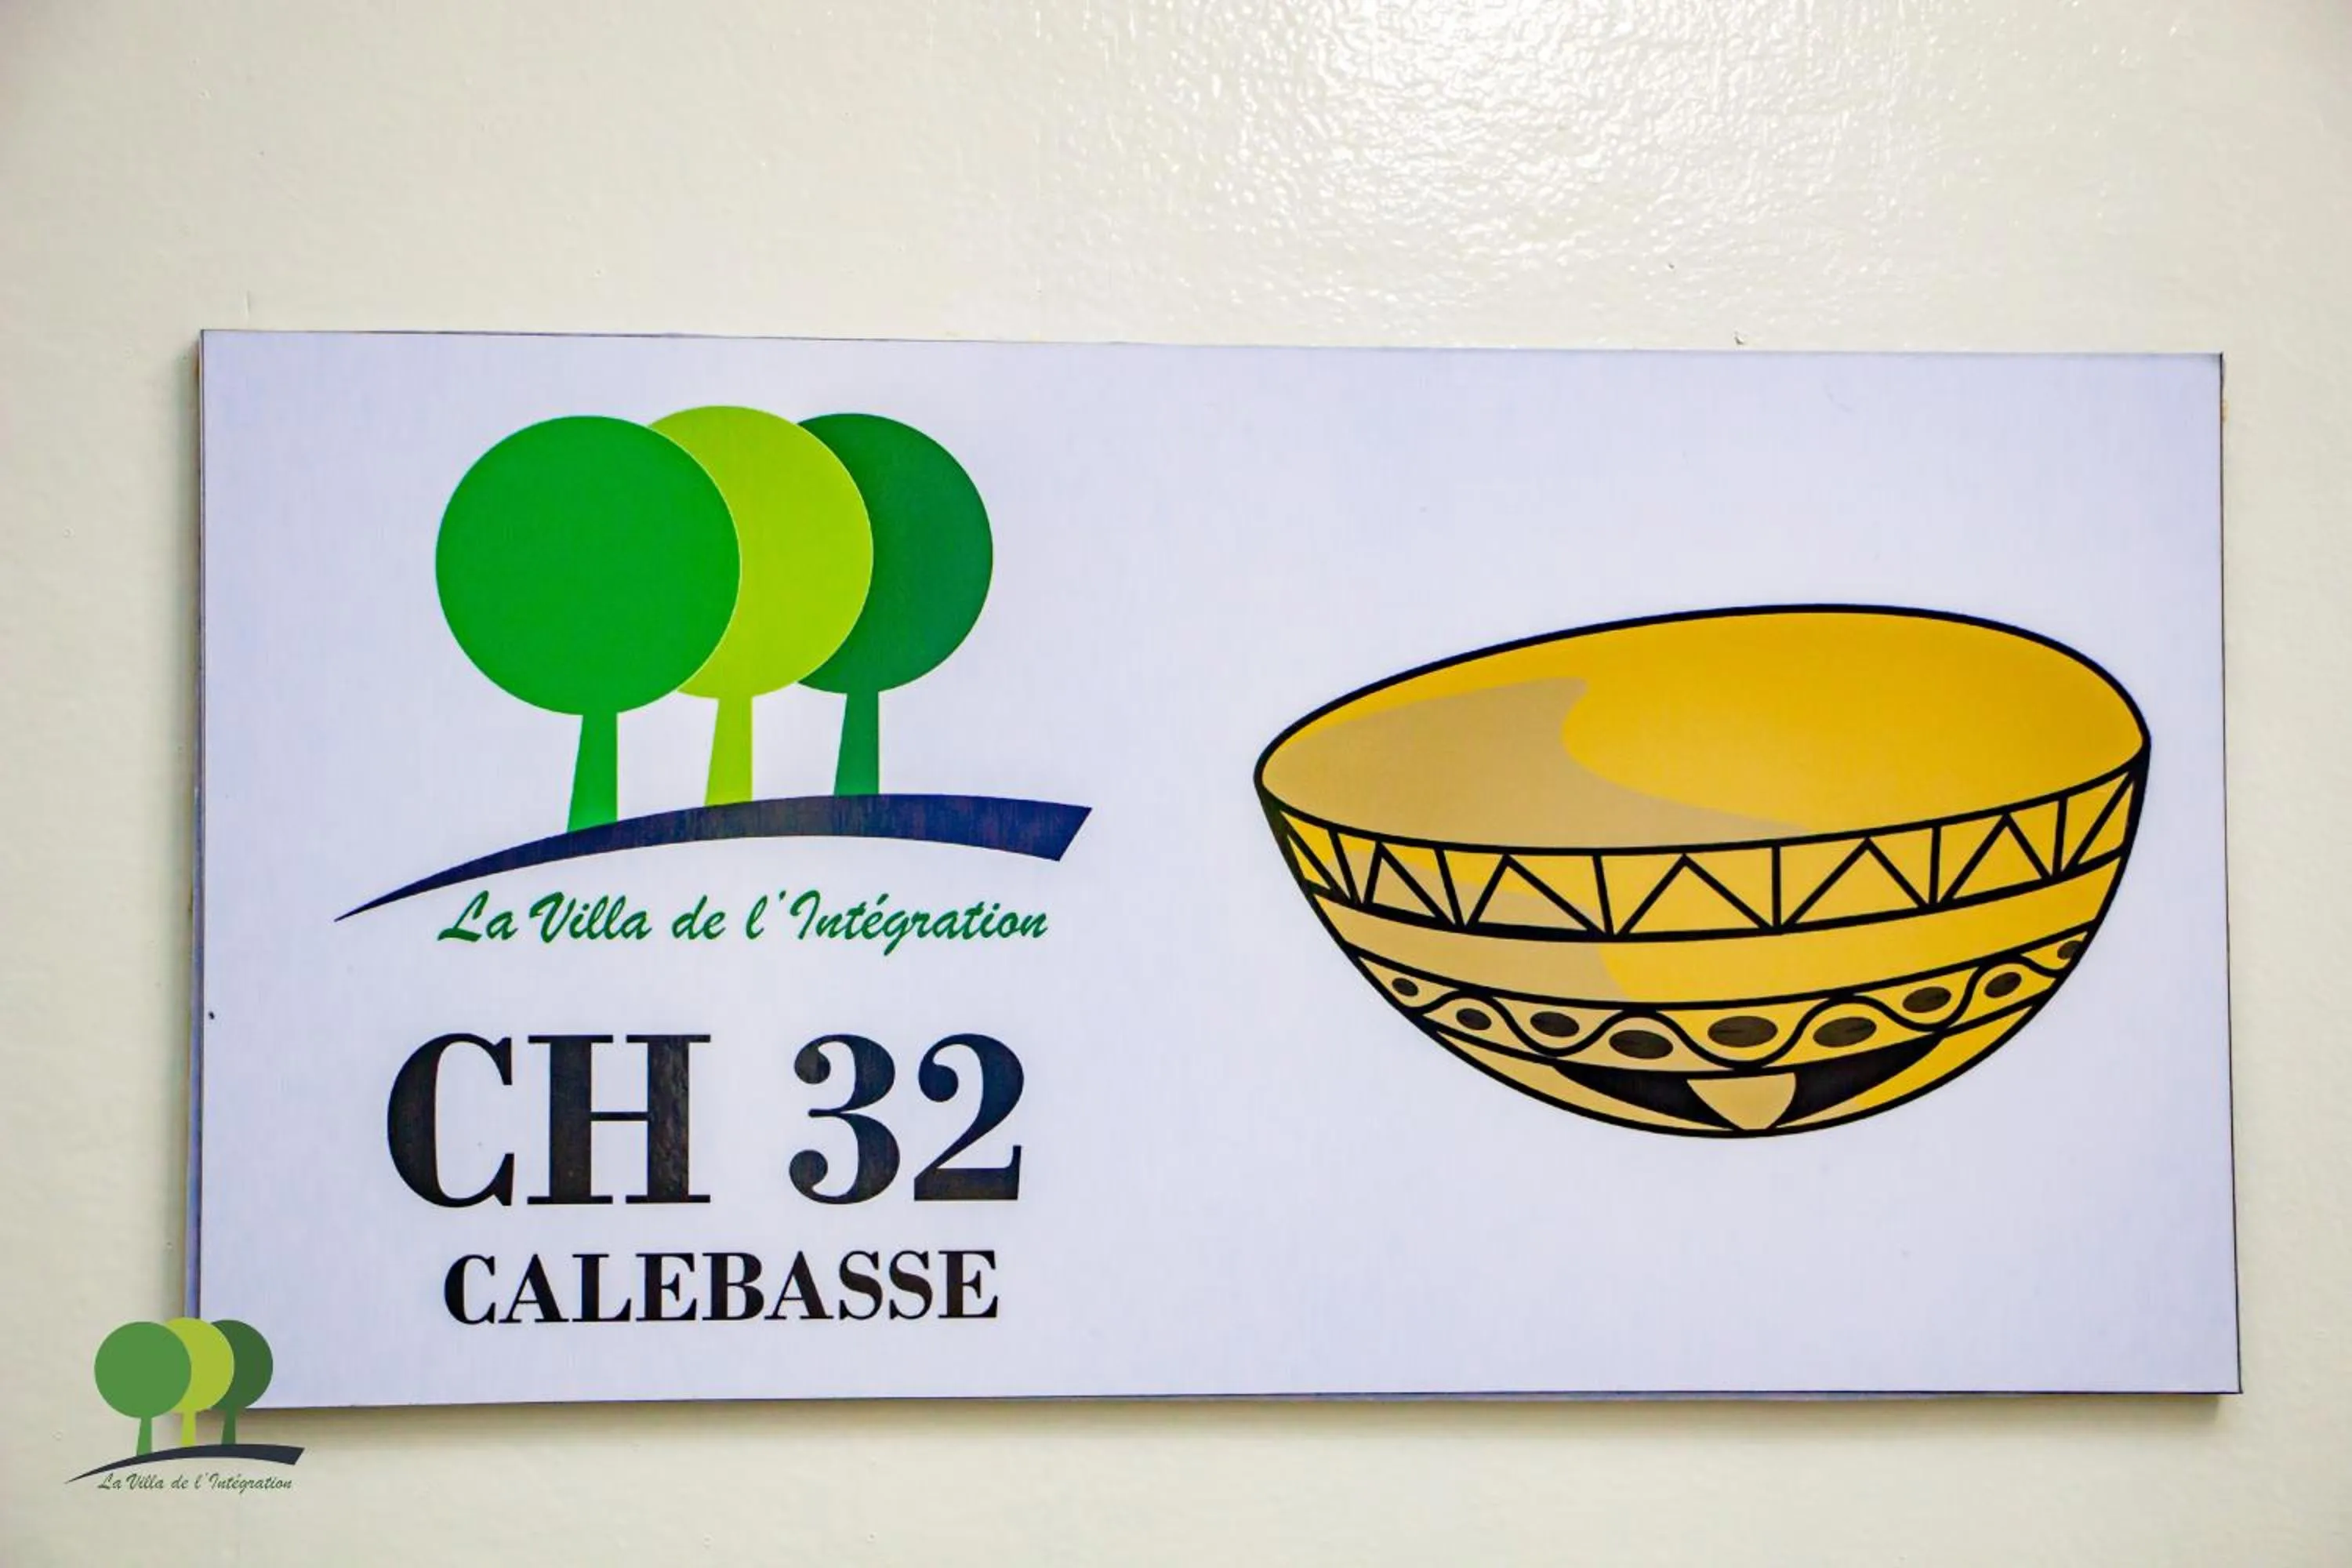 La Villa de l'Intégration
CH 32
CALEBASSE
La Villa de l'Intégration